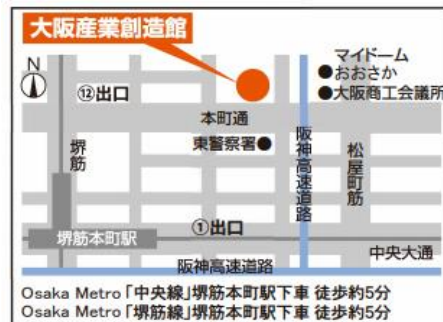 大阪産業創造館
N
マイドーム
●おおさか
●大阪商工会議所
⑫出口
本町通
東警察署●
堺筋
阪神高速道路
松屋町筋
①出口
堺筋本町駅
中央大通
阪神高速道路
Osaka Metro「中央線」堺筋本町駅下車 徒歩約5分
Osaka Metro「堺筋線」堺筋本町駅下車 徒歩約5分